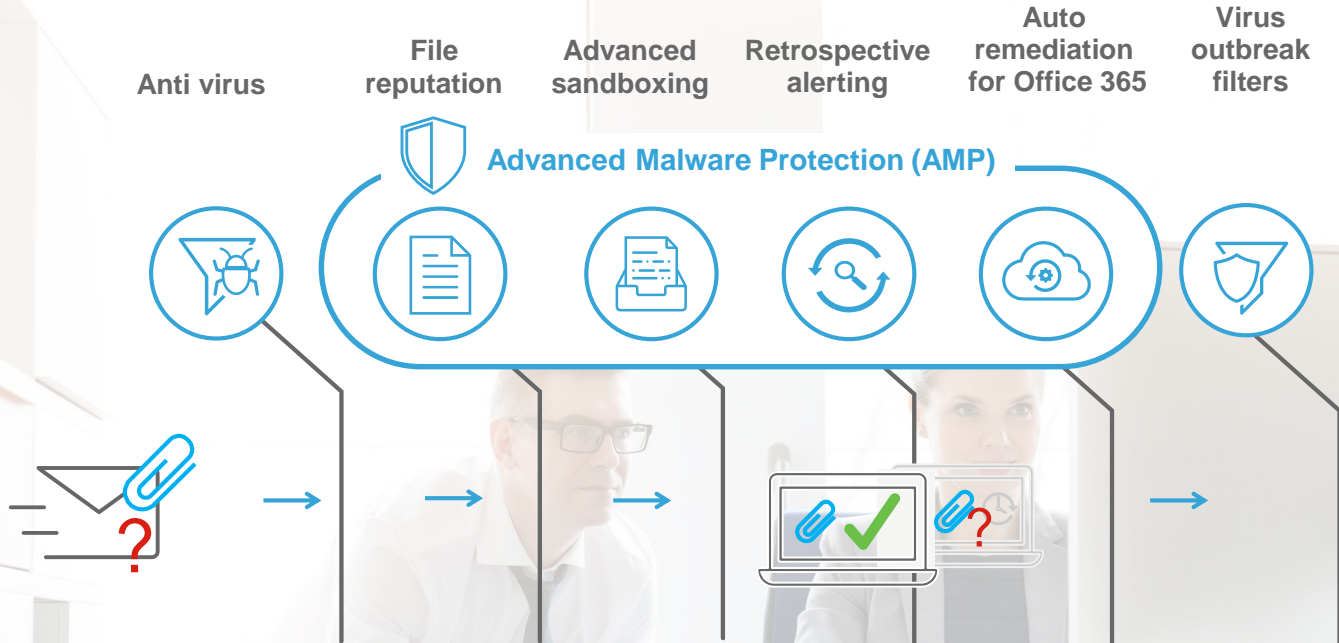 Anti virus
File
reputation
Advanced
sandboxing
Retrospective
alerting
Auto
remediation
for Office 365
Virus
outbreak
filters
Advanced Malware Protection (AMP)
?
?